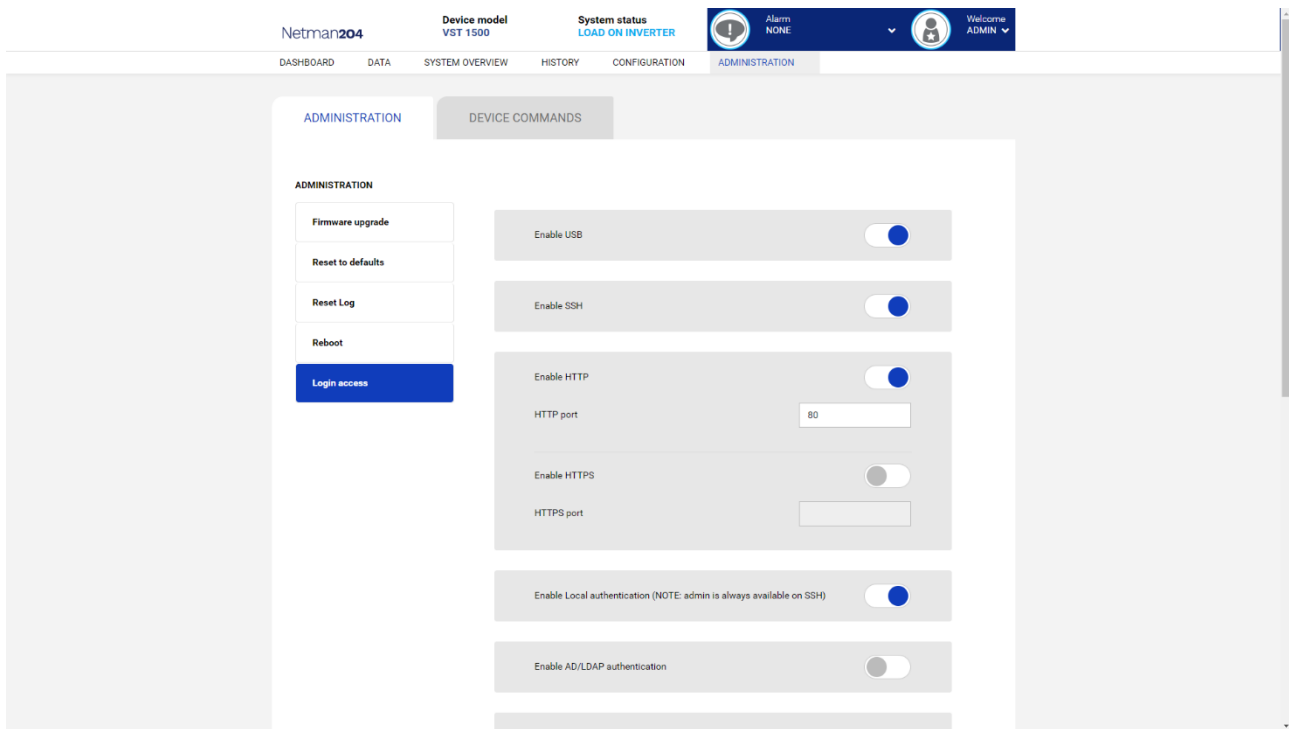 Netman204
Device model
VST 1500
System status
LOAD ON INVERTER
Alarm
NONE
Welcome
ADMIN
DASHBOARD DATA SYSTEM OVERVIEW HISTORY CONFIGURATION ADMINISTRATION
ADMINISTRATION DEVICE COMMANDS
ADMINISTRATION
Firmware upgrade
Reset to defaults
Reset Log
Reboot
Login access
Enable USB
Enable SSH
Enable HTTP
HTTP port 80
Enable HTTPS
HTTPS port
Enable Local authentication (NOTE: admin is always available on SSH)
Enable AD/LDAP authentication